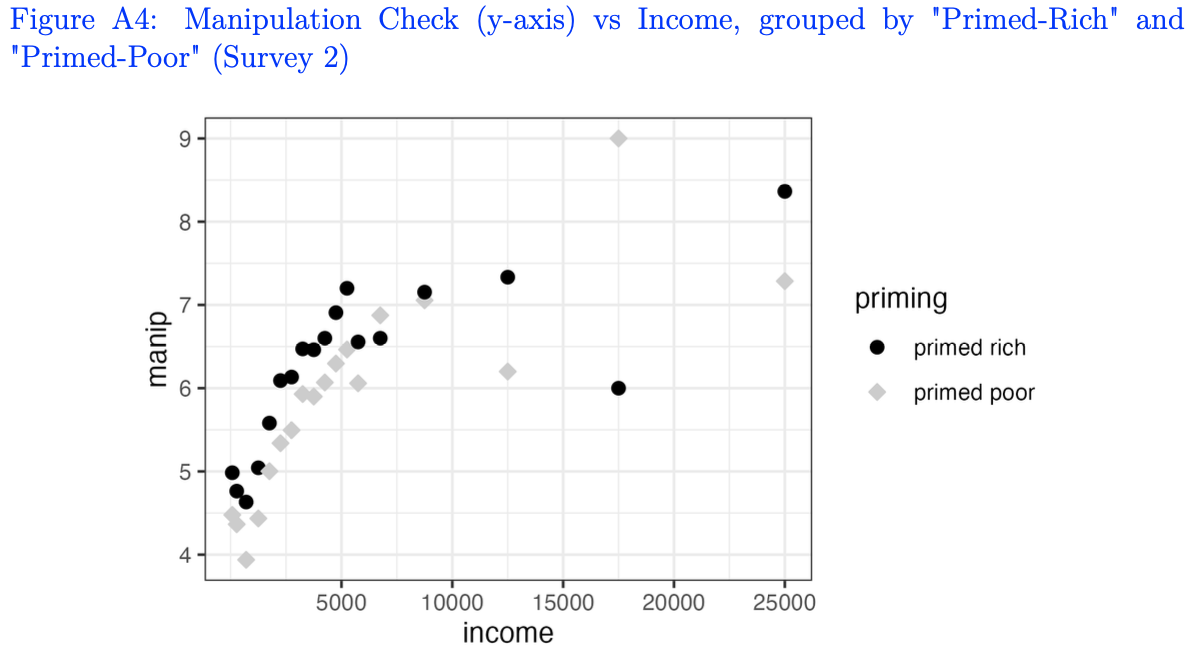 Figure A4: Manipulation Check (y-axis) vs Income, grouped by "Primed-Rich" and
"Primed-Poor" (Survey 2)
9
8
7
6
5
4
manip
5000 10000 15000 20000 25000
income
priming
primed rich
primed poor